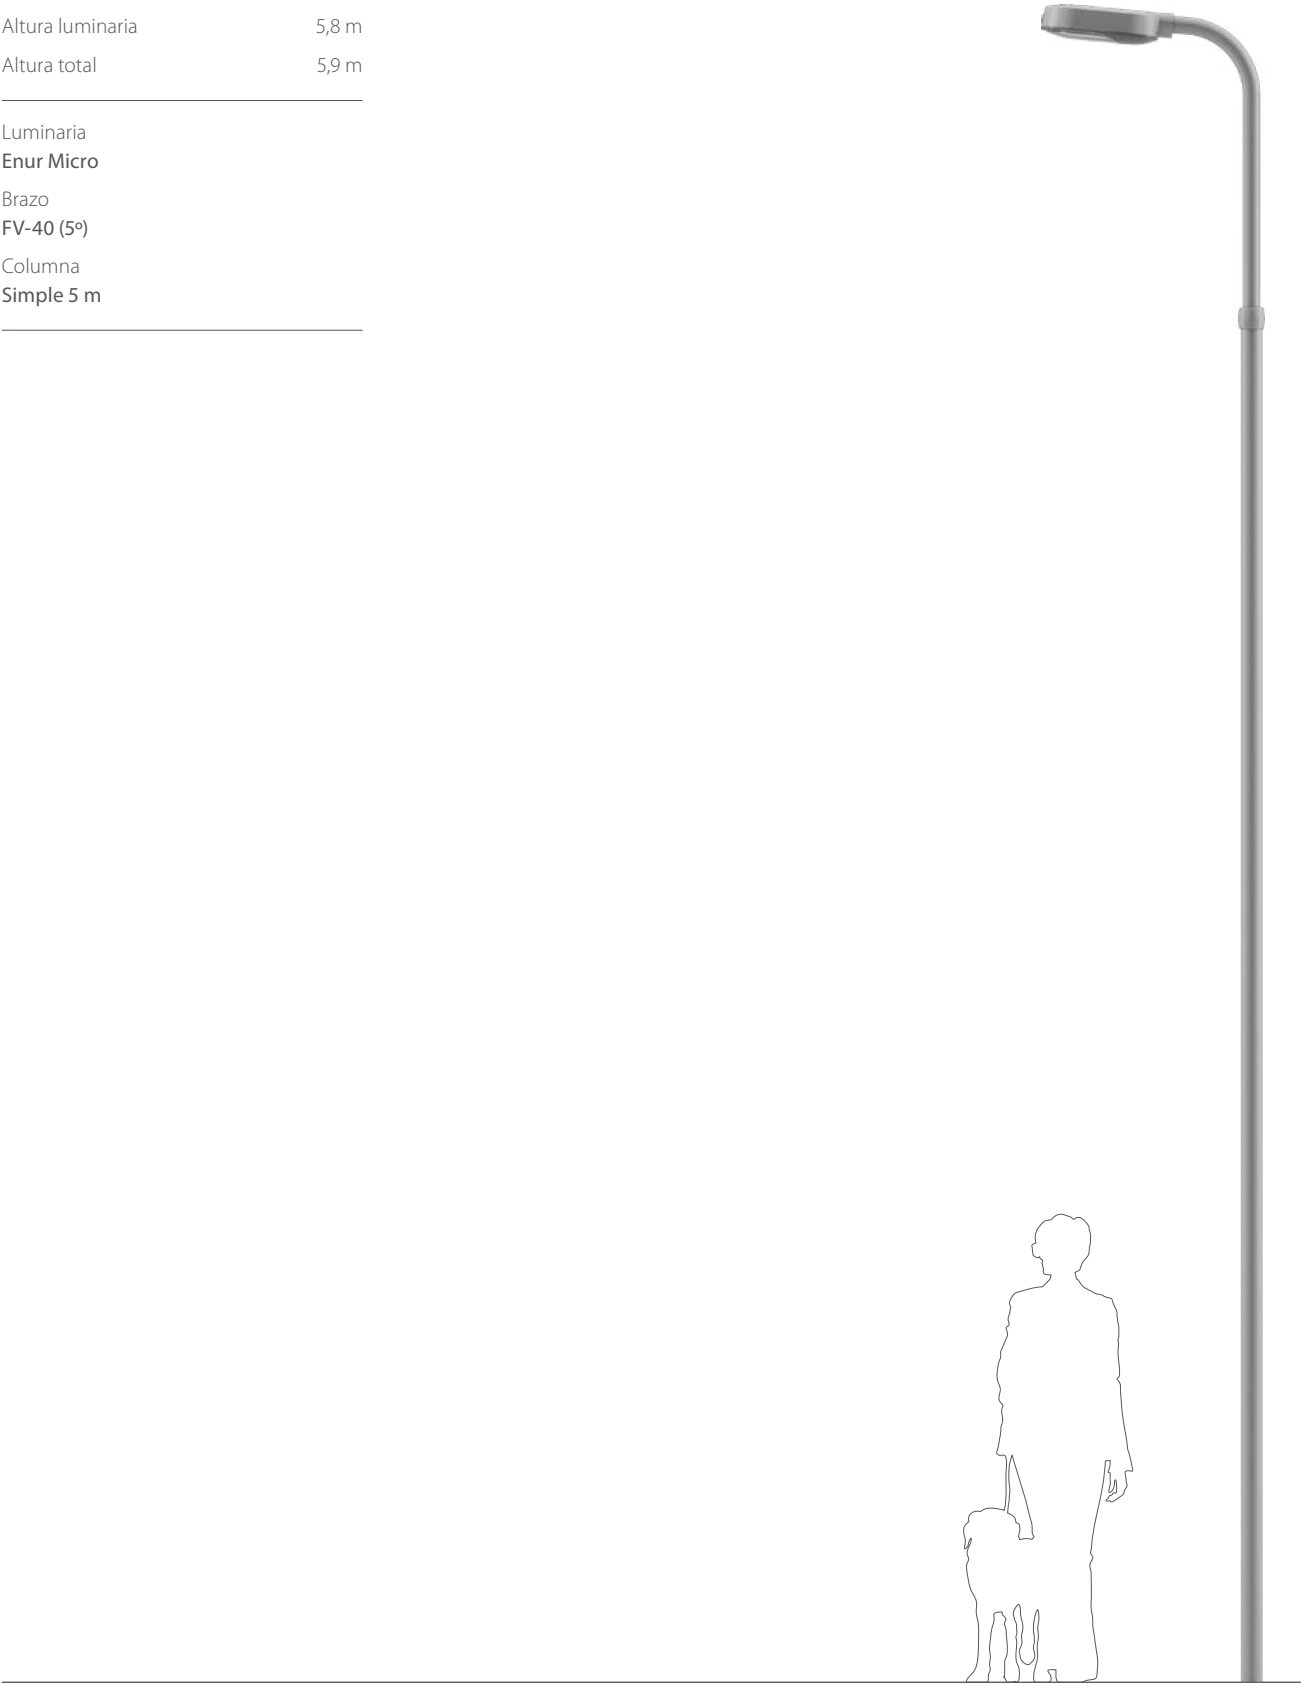 Altura luminaria 5,8 m
Altura total 5,9 m
Luminaria
Enur Micro
Brazo
FV-40 (5º)
Columna
Simple 5 m